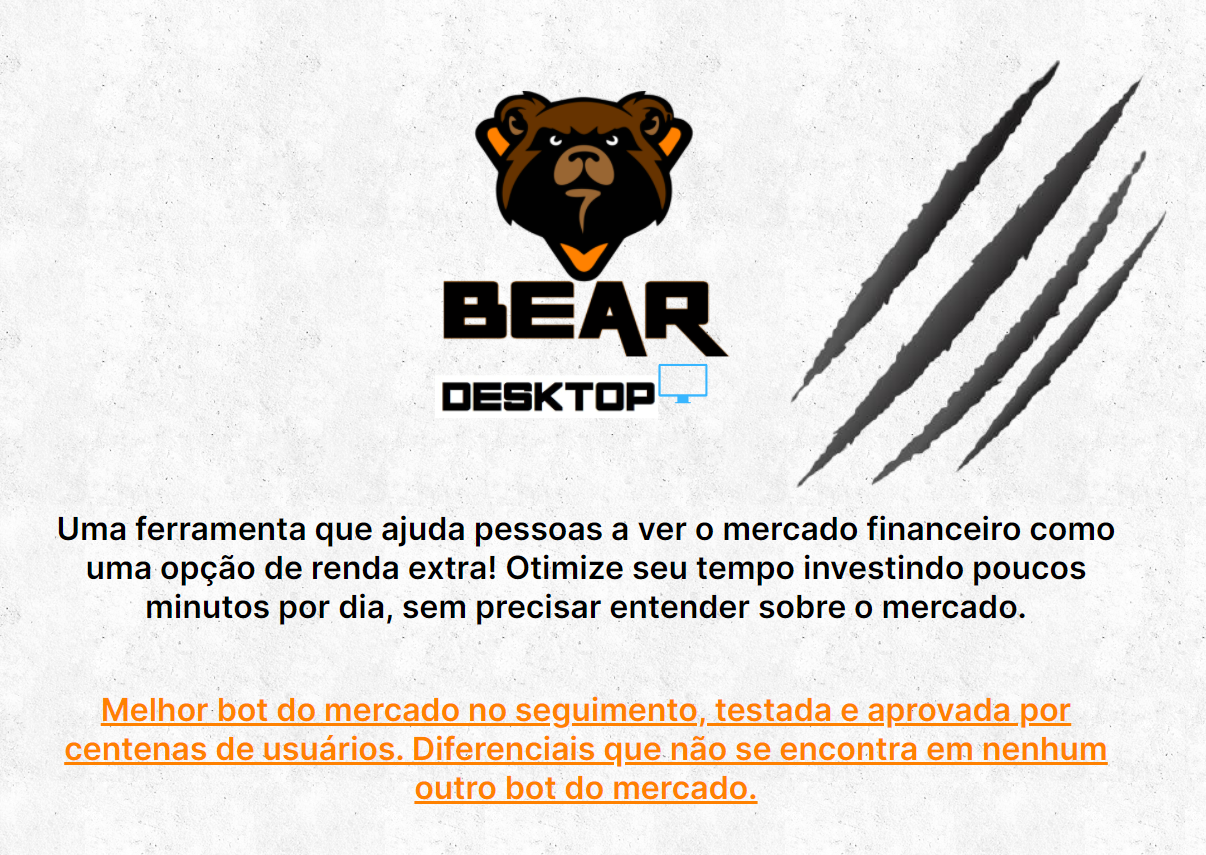 BEAR
DESKTOP
Uma ferramenta que ajuda pessoas a ver o mercado financeiro como
uma opção de renda extra! Otimize seu tempo investindo poucos
minutos por dia, sem precisar entender sobre o mercado.
Melhor bot do mercado no seguimento, testada e aprovada por
centenas de usuários. Diferenciais que não se encontra em nenhum
outro bot do mercado.